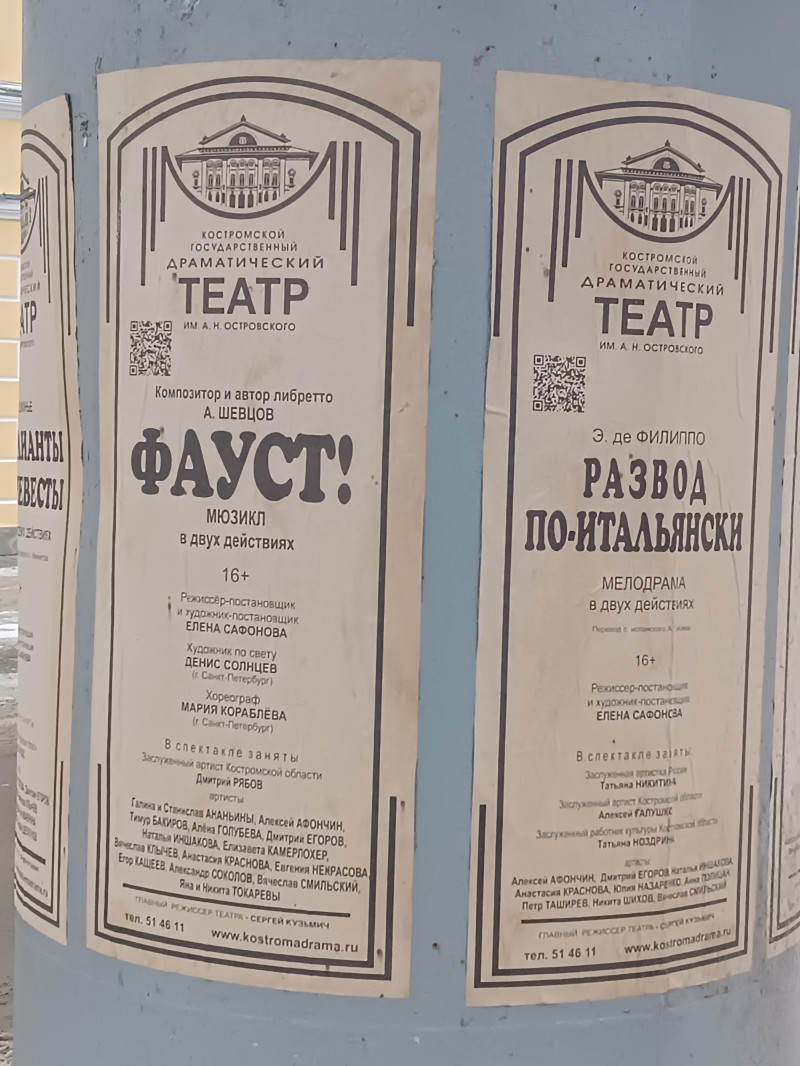 АТР
ИАНТЫ
ЕВЕСТЫ
КОСТРОМСКОЙ
ГОСУДАРСТВЕННЫЙ
ДРАМАТИЧЕСКИЙ
ТЕАТР
ИМ. А. Н. ОСТРОВСКОГО
Композитор и автор либретто
А. ШЕВЦОВ
ФАУСТ!
МЮЗИКЛ
в двух действиях
16+
Режиссёр-постановщик
и художник-постановщик
ЕЛЕНА САФОНОВА
Художник по свету
ДЕНИС СОЛНЦЕВ
(г. Санкт-Петербург)
Хореограф
МАРИЯ КОРАБЛЁВА
(г. Санкт-Петербург)
В спектакле заняты
Заслуженный артист Костромской области
Дмитрий РЯБОВ
артисты
Галина и Станислав АНАНЬИНЫ, Алексей АФОНЧИН,
Тимур БАКИРОВ, Алёна ГОЛУБЕВА, Дмитрий ЕГОРОВ,
Наталья ИНШАКОВА, Елизавета КАМЕРЛОХЕР,
Вячеслав КЛЫЧЕВ, Анастасия КРАСНОВА, Евгения НЕКРАСОВА,
Егор КАЩЕЕВ, Александр СОКОЛОВ, Вячеслав СМИЛЬСКИЙ,
Яна и Никита ТОКАРЕВЫ
ГЛАВНЫЙ РЕЖИССЕР ТЕАТРА - СЕРГЕЙ КУЗЬМИЧ
тел. 51 46 11 www.kostromadrama.ru
КОСТРОМСКОЙ
ГОСУДАРСТВЕННЫЙ
ДРАМАТИЧЕСКИЙ
ТЕАТР
ИМ. А. Н. ОСТРОВСКОГО
Э. де ФИЛИППО
РАЗВОД
ПО-ИТАЛЬЯНСКИ
МЕЛОДРАМА
в двух действиях
16+
Режиссер-постановщик
и художник-постановщик
ЕЛЕНА САФОНОВА
В спектакле заняты:
Заслуженная артистка России
Татьяна НИКИТИНА
Заслуженный артист Костромской области
Алексей ГАЛУШКО
Заслуженный работник культуры Костромской области
Татьяна НОЗДРИНА
артисты
Алексей АФОНЧИН, Дмитрий ЕГОРОВ, Наталья ИНШАКОВА,
Анастасия КРАСНОВА, Юлия НАЗАРЕНКО, Анна ПОЛИЦАН,
Петр ТАШИРЕВ, Никита ШИХОВ, Вячеслав СМИЛЬСКИЙ
ГЛАВНЫЙ РЕЖИССЕР ТЕАТРА - СЕРГЕЙ КУЗЬМИЧ
тел. 51 46 11 www.kostromadrama.ru